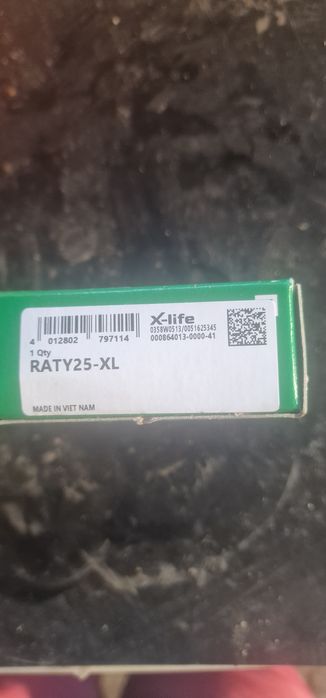 X-life
0358W0513/0051625345
000864013-0000-41
4 012802 797114
1 Qty
RATY25-XL
MADE IN VIET NAM